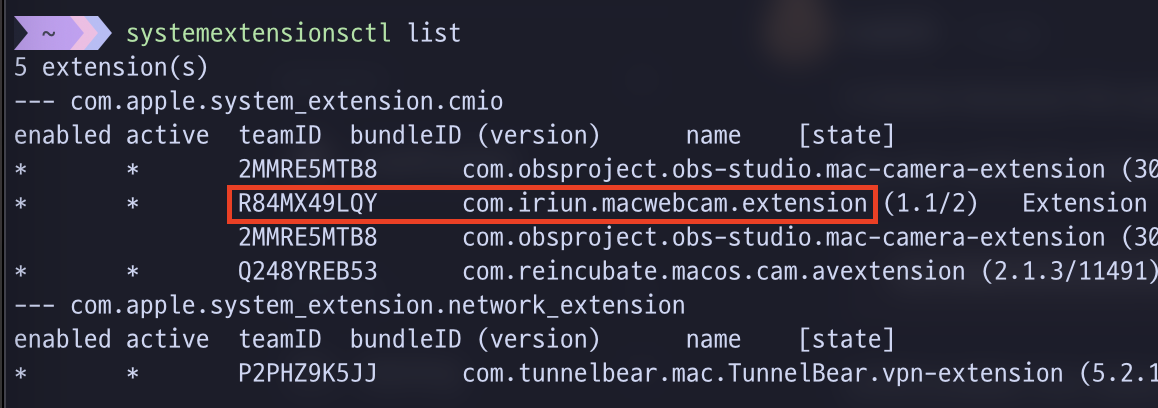 ~ systemextensionsctl list
5 extension(s)
--- com.apple.system_extension.cmio
enabled active teamID bundleID (version) name [state]
* * 2MMRE5MTB8 com.obsproject.obs-studio.mac-camera-extension (30
* * R84MX49LQY com.iriun.macwebcam.extension (1.1/2) Extension
2MMRE5MTB8 com.obsproject.obs-studio.mac-camera-extension (30
* * Q248YREB53 com.reincubate.macos.cam.avextension (2.1.3/11491)
--- com.apple.system_extension.network_extension
enabled active teamID bundleID (version) name [state]
* * P2PHZ9K5JJ com.tunnelbear.mac.TunnelBear.vpn-extension (5.2.1